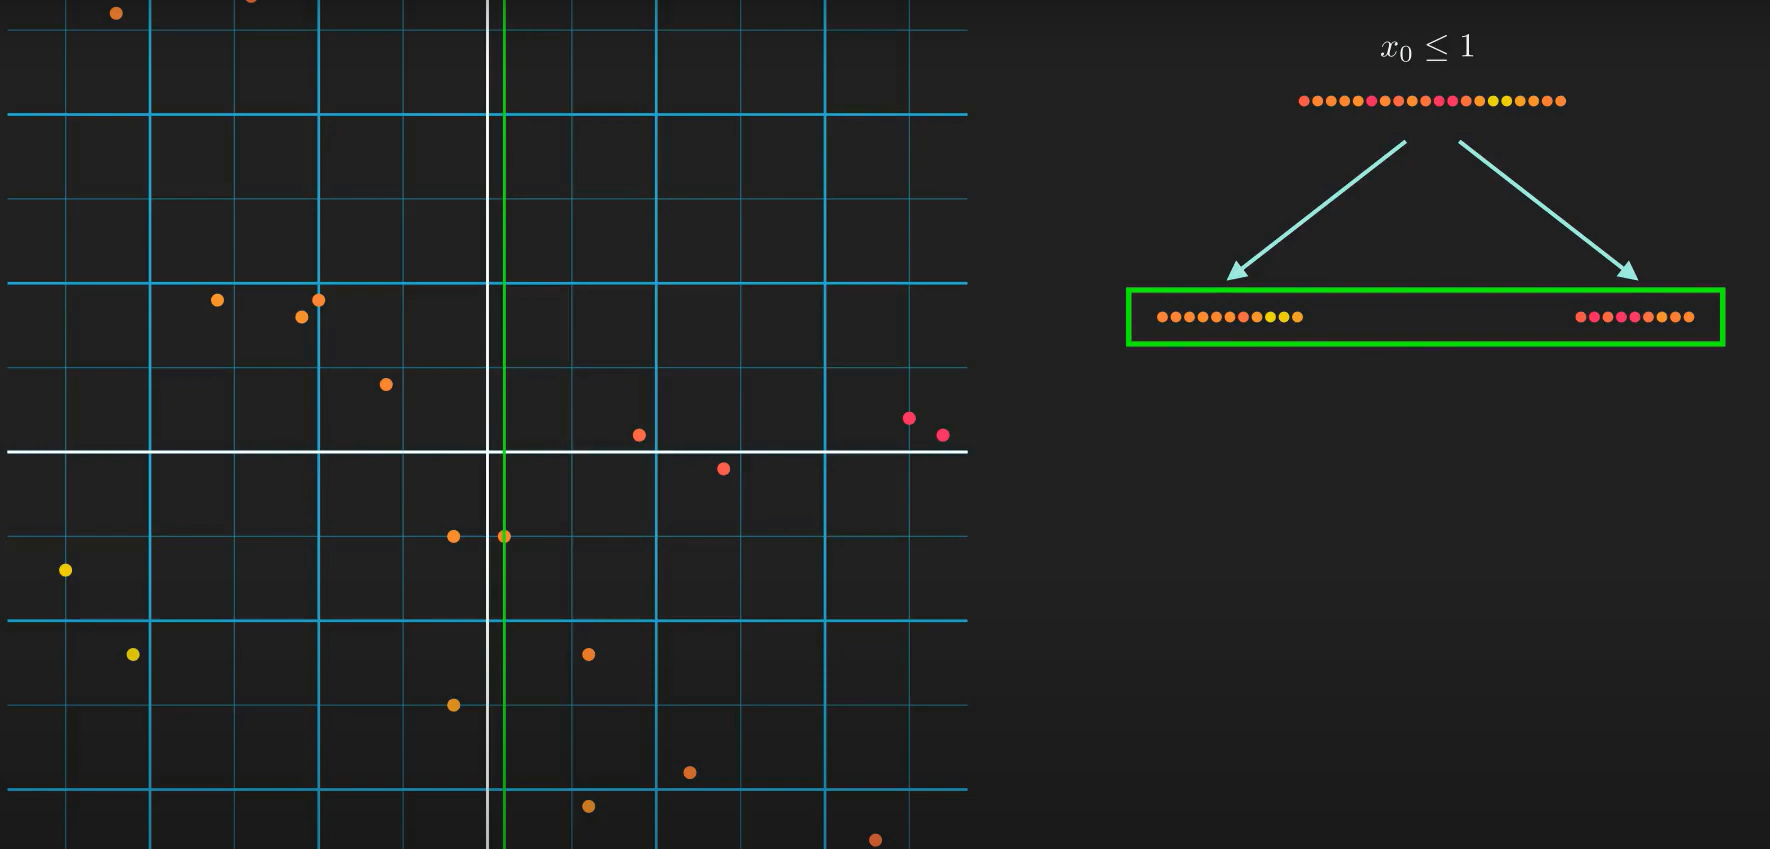 x₀ ≤ 1